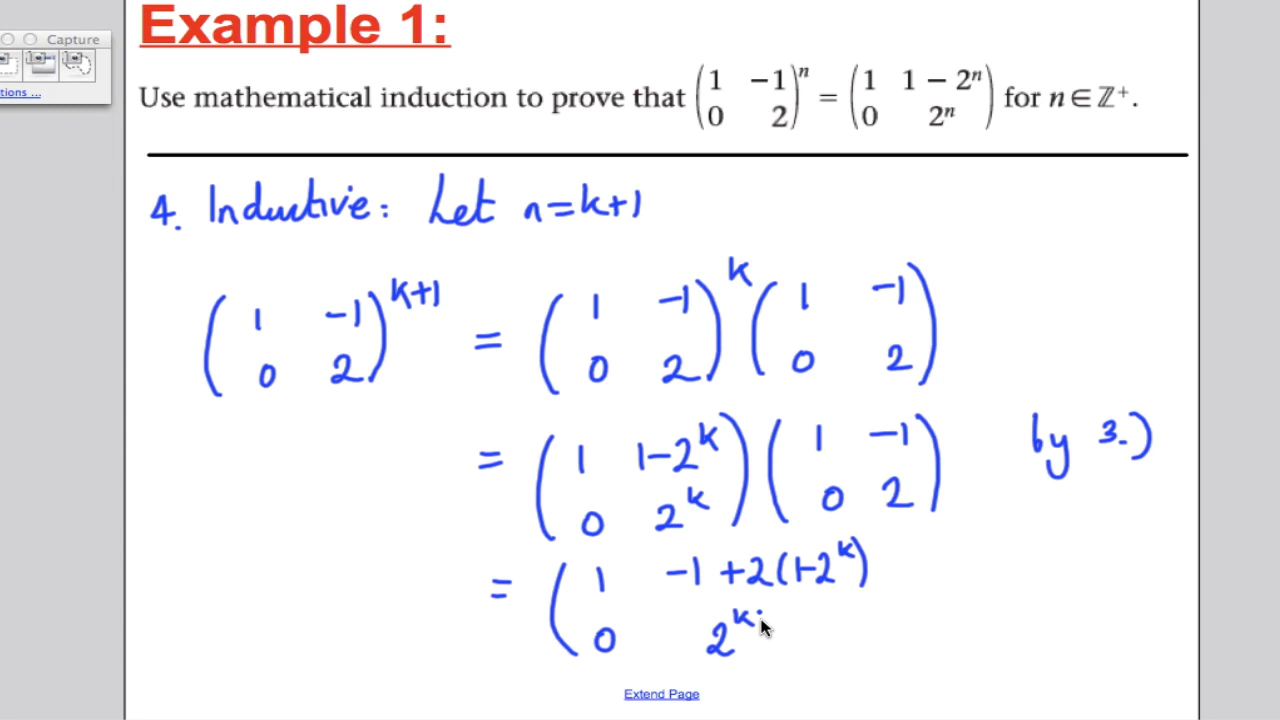 Example 1:
Capture
tions ...
Use mathematical induction to prove that (1 −1; 0 2)ⁿ = (1 1 − 2ⁿ; 0 2ⁿ) for n ∈ ℤ⁺.
4. Inductive: Let n=k+1
(1 -1; 0 2)^k+1 = (1 -1; 0 2)^k (1 -1; 0 2)
= (1 1-2^k; 0 2^k) (1 -1; 0 2) by 3.)
= (1 -1 +2(1-2^k); 0 2^k
Extend Page